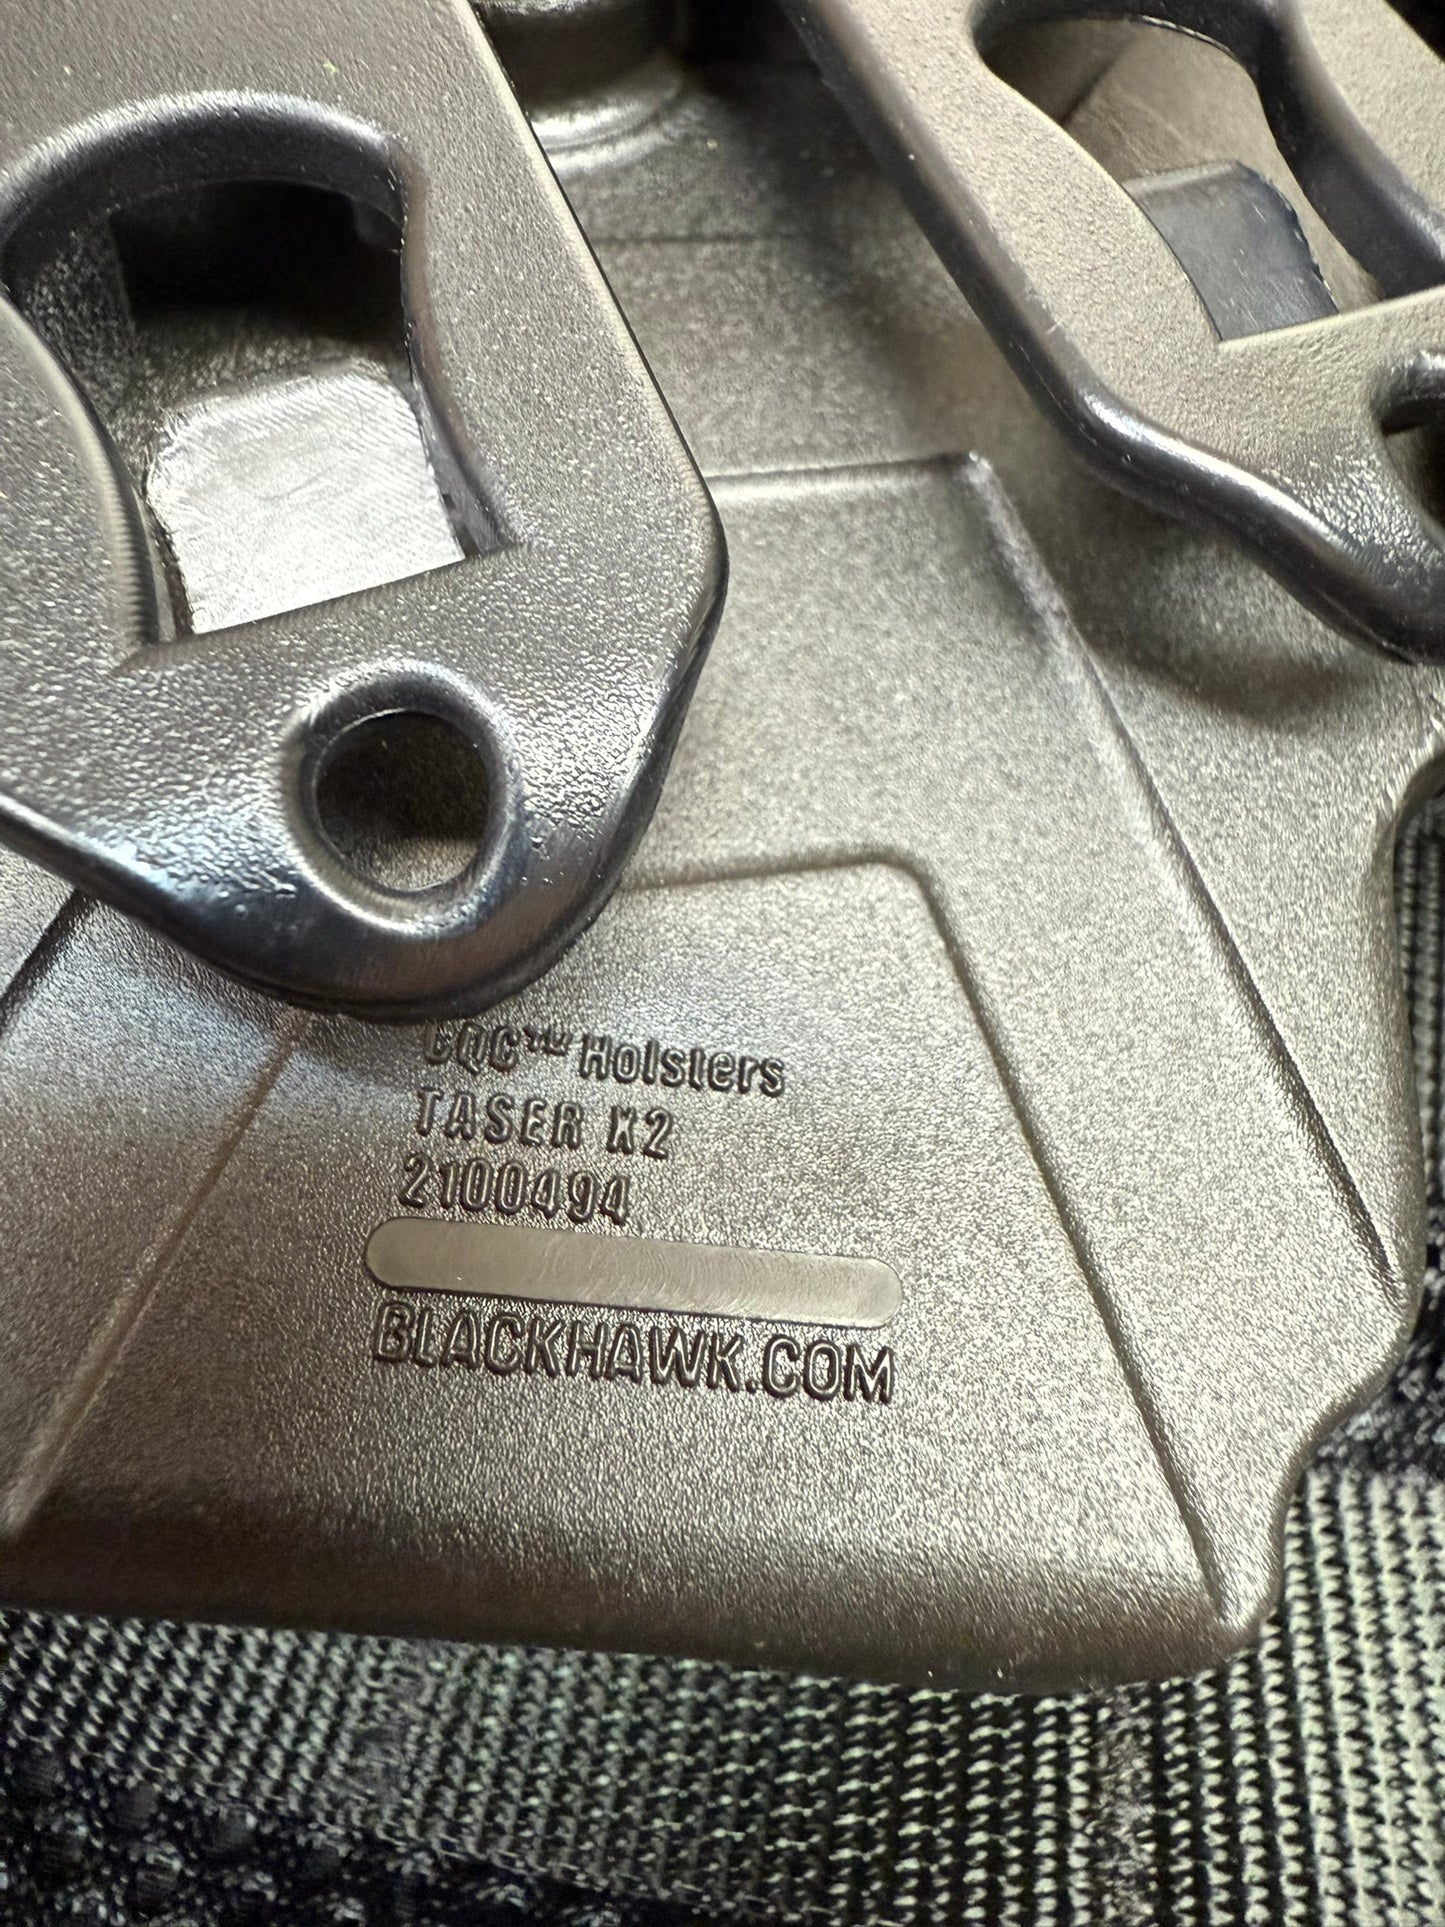 CQC™ Holsters
TASER X2
2100494
BLACKHAWK.COM